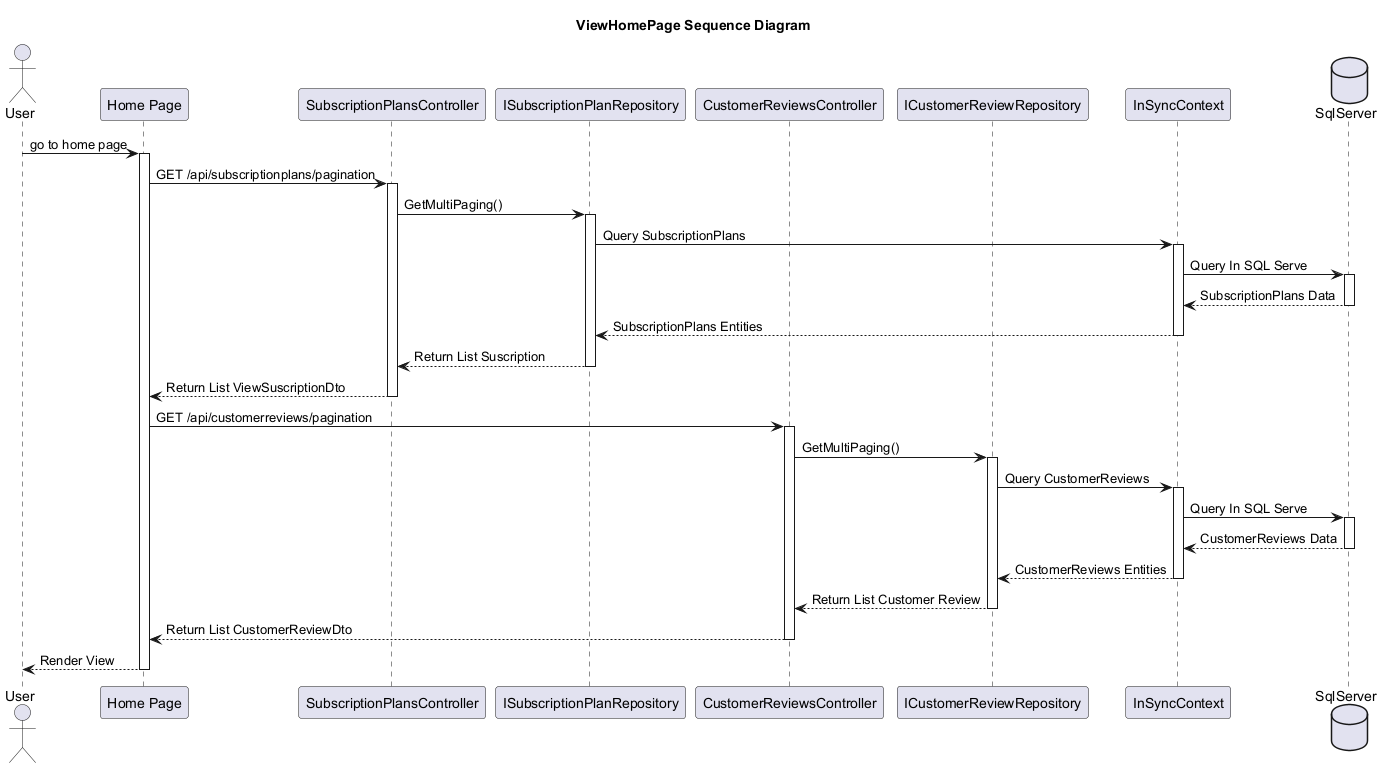 ViewHomePage Sequence Diagram
User
Home Page
SubscriptionPlansController
ISubscriptionPlanRepository
CustomerReviewsController
ICustomerReviewRepository
InSyncContext
SqlServer
go to home page
GET /api/subscriptionplans/pagination
GetMultiPaging()
Query SubscriptionPlans
Query In SQL Serve
SubscriptionPlans Data
SubscriptionPlans Entities
Return List Suscription
Return List ViewSuscriptionDto
GET /api/customerreviews/pagination
GetMultiPaging()
Query CustomerReviews
Query In SQL Serve
CustomerReviews Data
CustomerReviews Entities
Return List Customer Review
Return List CustomerReviewDto
Render View
User
Home Page
SubscriptionPlansController
ISubscriptionPlanRepository
CustomerReviewsController
ICustomerReviewRepository
InSyncContext
SqlServer